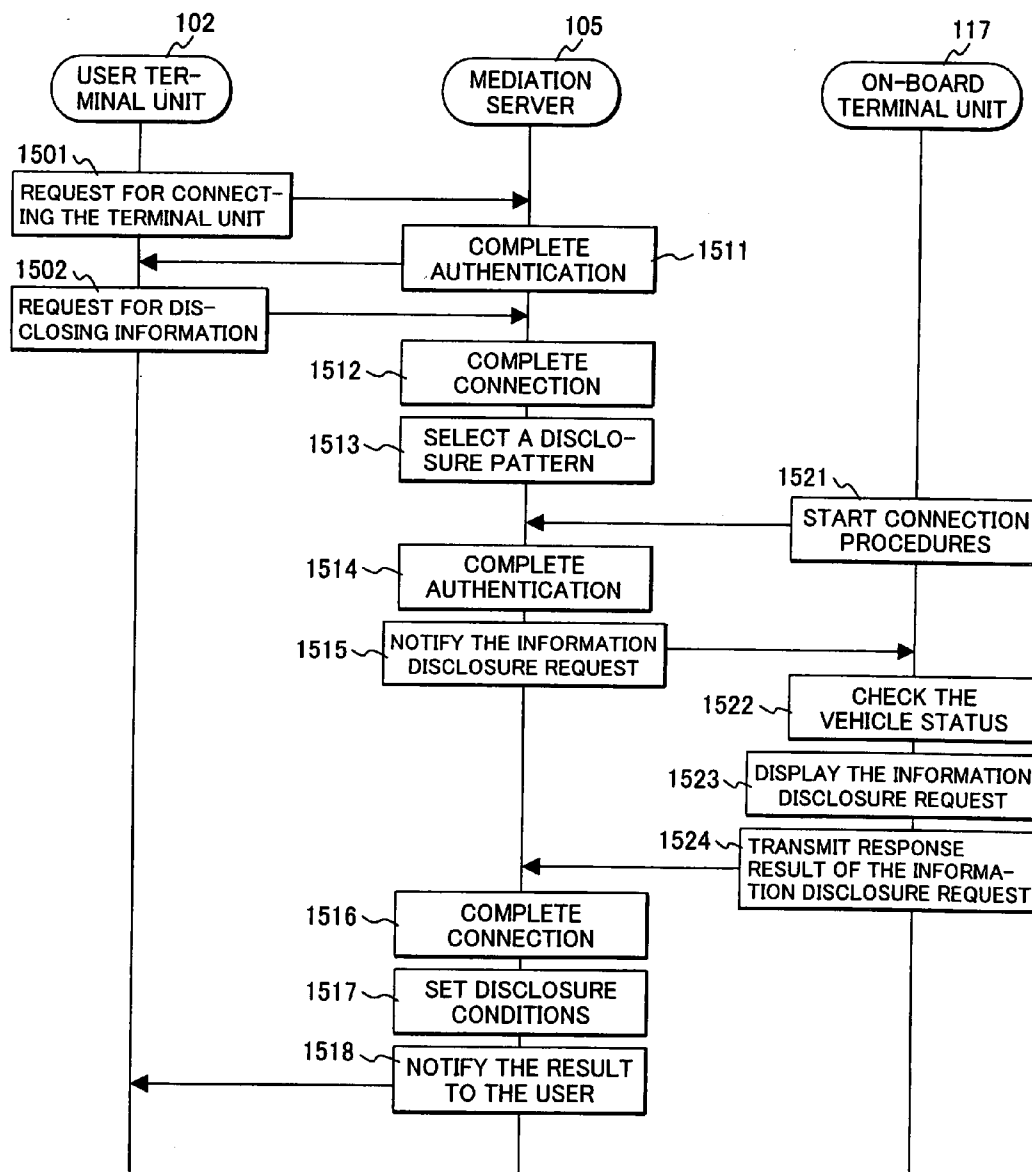 102
USER TER-
MINAL UNIT
105
MEDIATION
SERVER
117
ON-BOARD
TERMINAL UNIT
1501
REQUEST FOR CONNECT-
ING THE TERMINAL UNIT
COMPLETE
AUTHENTICATION
1511
1502
REQUEST FOR DIS-
CLOSING INFORMATION
1512
COMPLETE
CONNECTION
1513
SELECT A DISCLO-
SURE PATTERN
1521
START CONNECTION
PROCEDURES
1514
COMPLETE
AUTHENTICATION
1515
NOTIFY THE INFORMATION
DISCLOSURE REQUEST
1522
CHECK THE
VEHICLE STATUS
1523
DISPLAY THE INFORMATION
DISCLOSURE REQUEST
1524
TRANSMIT RESPONSE
RESULT OF THE INFORMA-
TION DISCLOSURE REQUEST
1516
COMPLETE
CONNECTION
1517
SET DISCLOSURE
CONDITIONS
1518
NOTIFY THE RESULT
TO THE USER